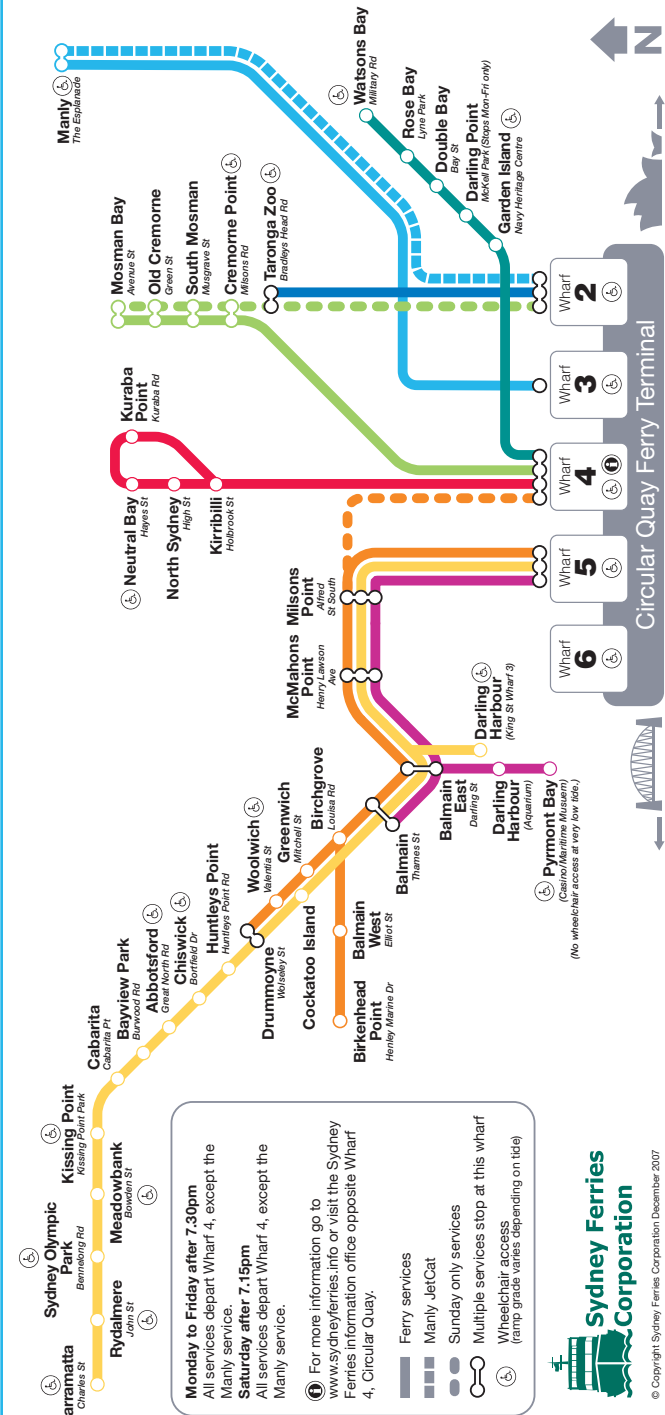 arramatta
Charles St
Rydalmere
John St
Sydney Olympic
Park
Bennelong Rd
Meadowbank
Bowden St
Kissing Point
Kissing Point Park
Cabarita
Cabarita Pt
Bayview Park
Burwood Rd
Abbotsford
Great North Rd
Chiswick
Bortfield Dr
Huntleys Point
Huntleys Point Rd
Drummoyne
Wolseley St
Woolwich
Valentia St
Cockatoo Island
Greenwich
Mitchell St
Birchgrove
Louisa Rd
Birkenhead
Point
Henley Marine Dr
Balmain
West
Elliot St
Balmain
Thames St
Balmain
East
Darling St
Darling
Harbour
(Aquarium)
Pyrmont Bay
(Casino/Maritime Musuem)
(No wheelchair access at very low tide.)
Darling
Harbour
(King St Wharf 3)
McMahons
Point
Henry Lawson
Ave
Milsons
Point
Alfred
St South
Neutral Bay
Hayes St
North Sydney
High St
Kirribilli
Holbrook St
Kuraba
Point
Kuraba Rd
Mosman Bay
Avenue St
Old Cremorne
Green St
South Mosman
Musgrave St
Cremorne Point
Milsons Rd
Taronga Zoo
Bradleys Head Rd
Manly
The Esplanade
Watsons Bay
Military Rd
Rose Bay
Lyne Park
Double Bay
Bay St
Darling Point
McKell Park (Stops Mon-Fri only)
Garden Island
Navy Heritage Centre
N
Wharf
6
Wharf
5
Wharf
4
Wharf
3
Wharf
2
Circular Quay Ferry Terminal
Monday to Friday after 7.30pm
All services depart Wharf 4, except the
Manly service.
Saturday after 7.15pm
All services depart Wharf 4, except the
Manly service.
For more information go to
www.sydneyferries.info or visit the Sydney
Ferries information office opposite Wharf
4, Circular Quay.
Ferry services
Manly JetCat
Sunday only services
Multiple services stop at this wharf
Wheelchair access
(ramp grade varies depending on tide)
Sydney Ferries
Corporation
© Copyright Sydney Ferries Corporation December 2007